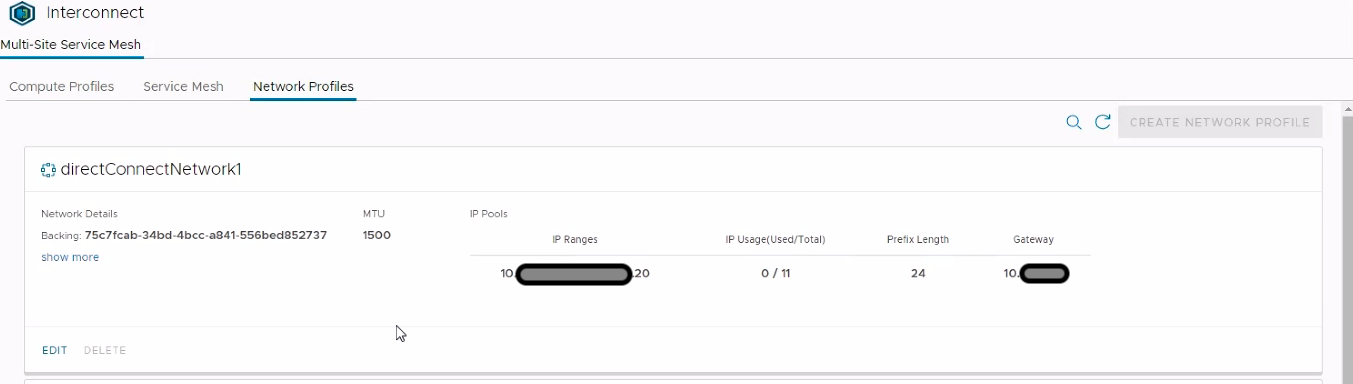 Interconnect
Multi-Site Service Mesh
Compute Profiles Service Mesh Network Profiles
CREATE NETWORK PROFILE
directConnectNetwork1
Network Details MTU IP Pools
Backing: 75c7fcab-34bd-4bcc-a841-556bed852737 1500
IP Ranges IP Usage(Used/Total) Prefix Length Gateway
show more
10. .20 0 / 11 24 10.
EDIT DELETE